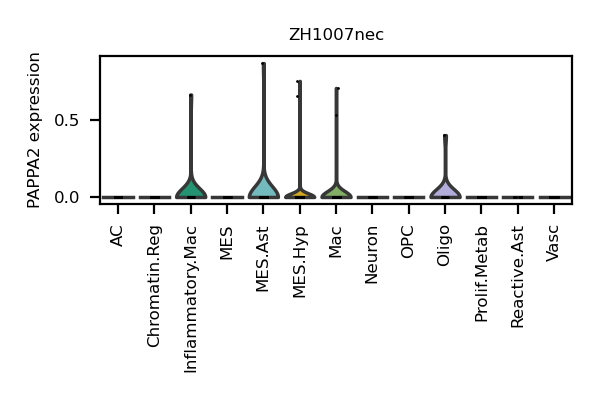 ZH1007nec
PAPPA2 expression
0.5
0.0
AC
Chromatin.Reg
Inflammatory.Mac
MES
MES.Ast
MES.Hyp
Mac
Neuron
OPC
Oligo
Prolif.Metab
Reactive.Ast
Vasc